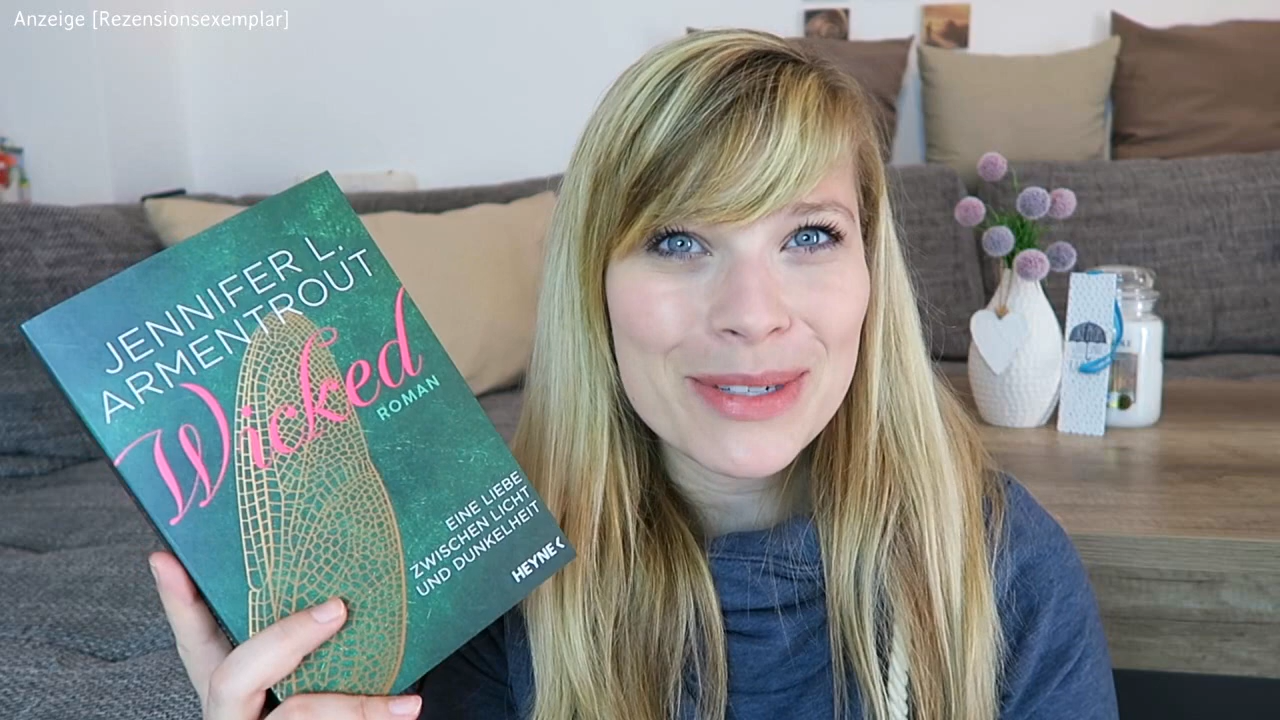 Anzeige [Rezensionsexemplar]
JENNIFER L.
ARMENTROUT
Wicked
ROMAN
EINE LIEBE
ZWISCHEN LICHT
UND DUNKELHEIT
HEYNE<